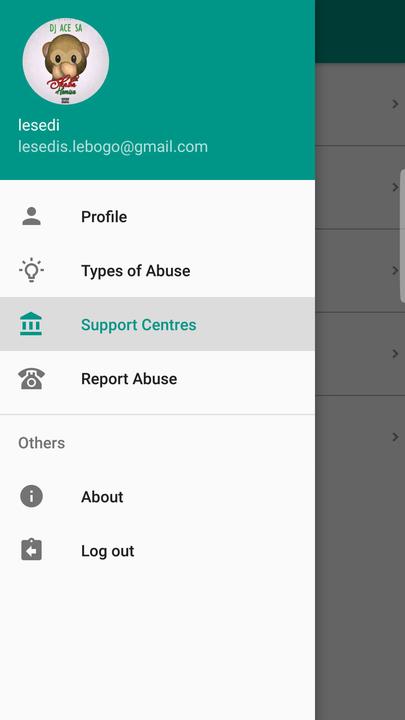 DJ ACE SA
lesedi
lesedis.lebogo@gmail.com
Profile
Types of Abuse
Support Centres
Report Abuse
Others
About
Log out